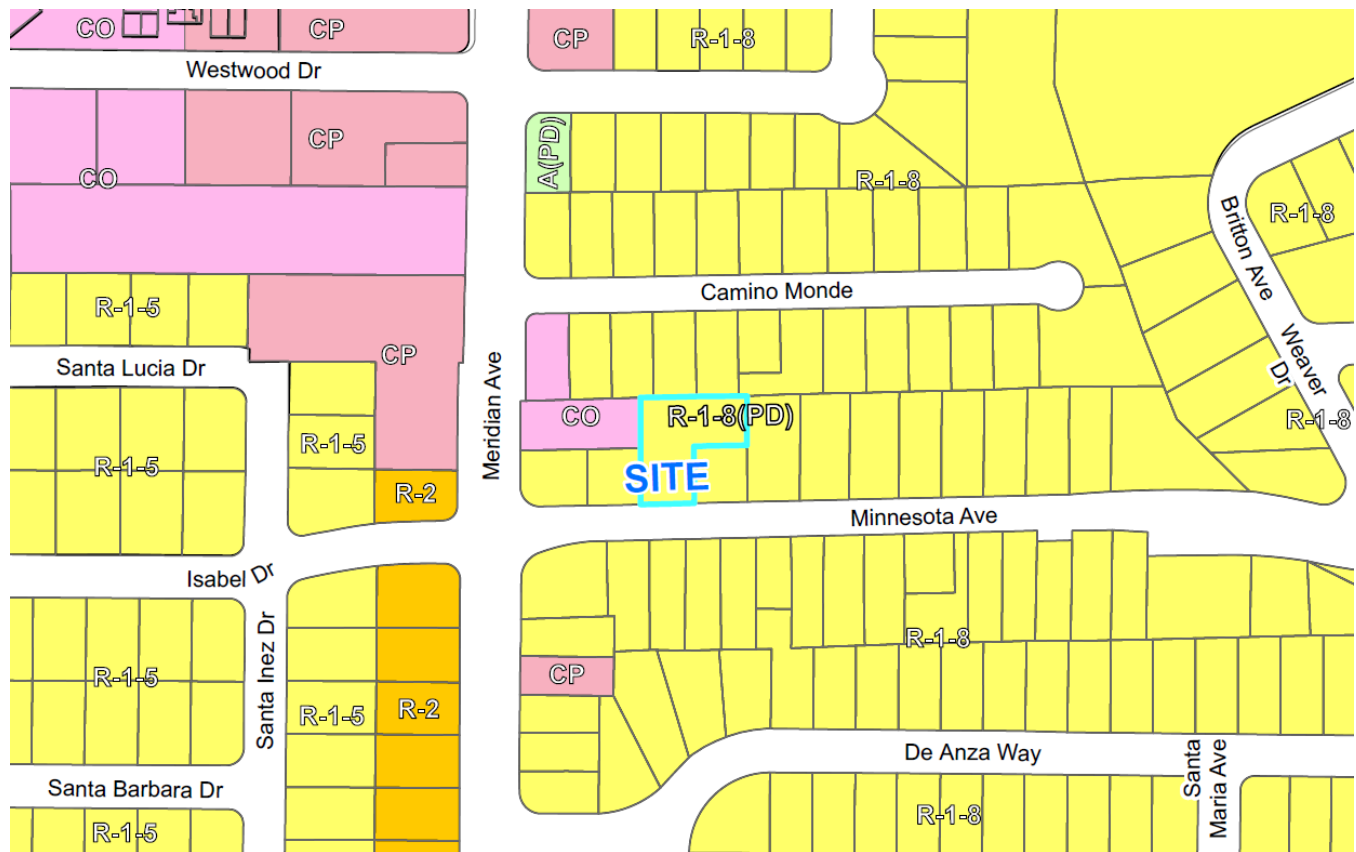 CO
CP
CP
R-1-8
Westwood Dr
CP
A(PD)
CO
R-1-8
R-1-8
Britton Ave
Camino Monde
R-1-5
Santa Lucia Dr
CP
Meridian Ave
Weaver
Dr
CO
R-1-8(PD)
R-1-8
R-1-5
R-1-5
SITE
R-2
Minnesota Ave
Isabel Dr
R-1-8
R-1-5
Santa Inez Dr
R-1-5
R-2
CP
De Anza Way
Santa
Maria Ave
Santa Barbara Dr
R-1-5
R-1-8